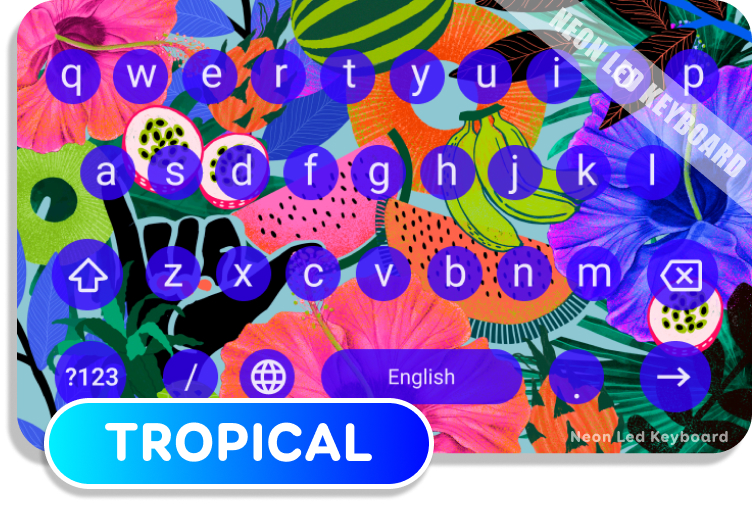 NEON LED KEYBOARD
q w e r t y u i o p
a s d f g h j k l
z x c v b n m
?123 / English .
TROPICAL
Neon Led Keyboard